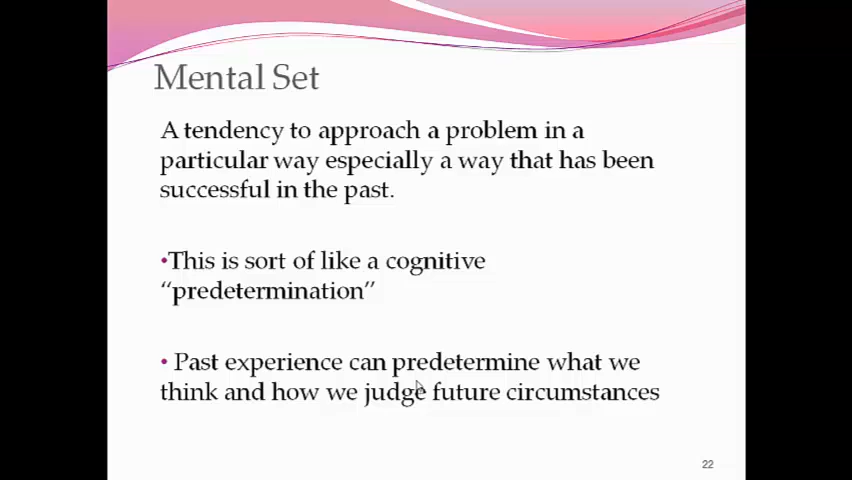 Mental Set
A tendency to approach a problem in a
particular way especially a way that has been
successful in the past.
•This is sort of like a cognitive
“predetermination”
• Past experience can predetermine what we
think and how we judge future circumstances
22